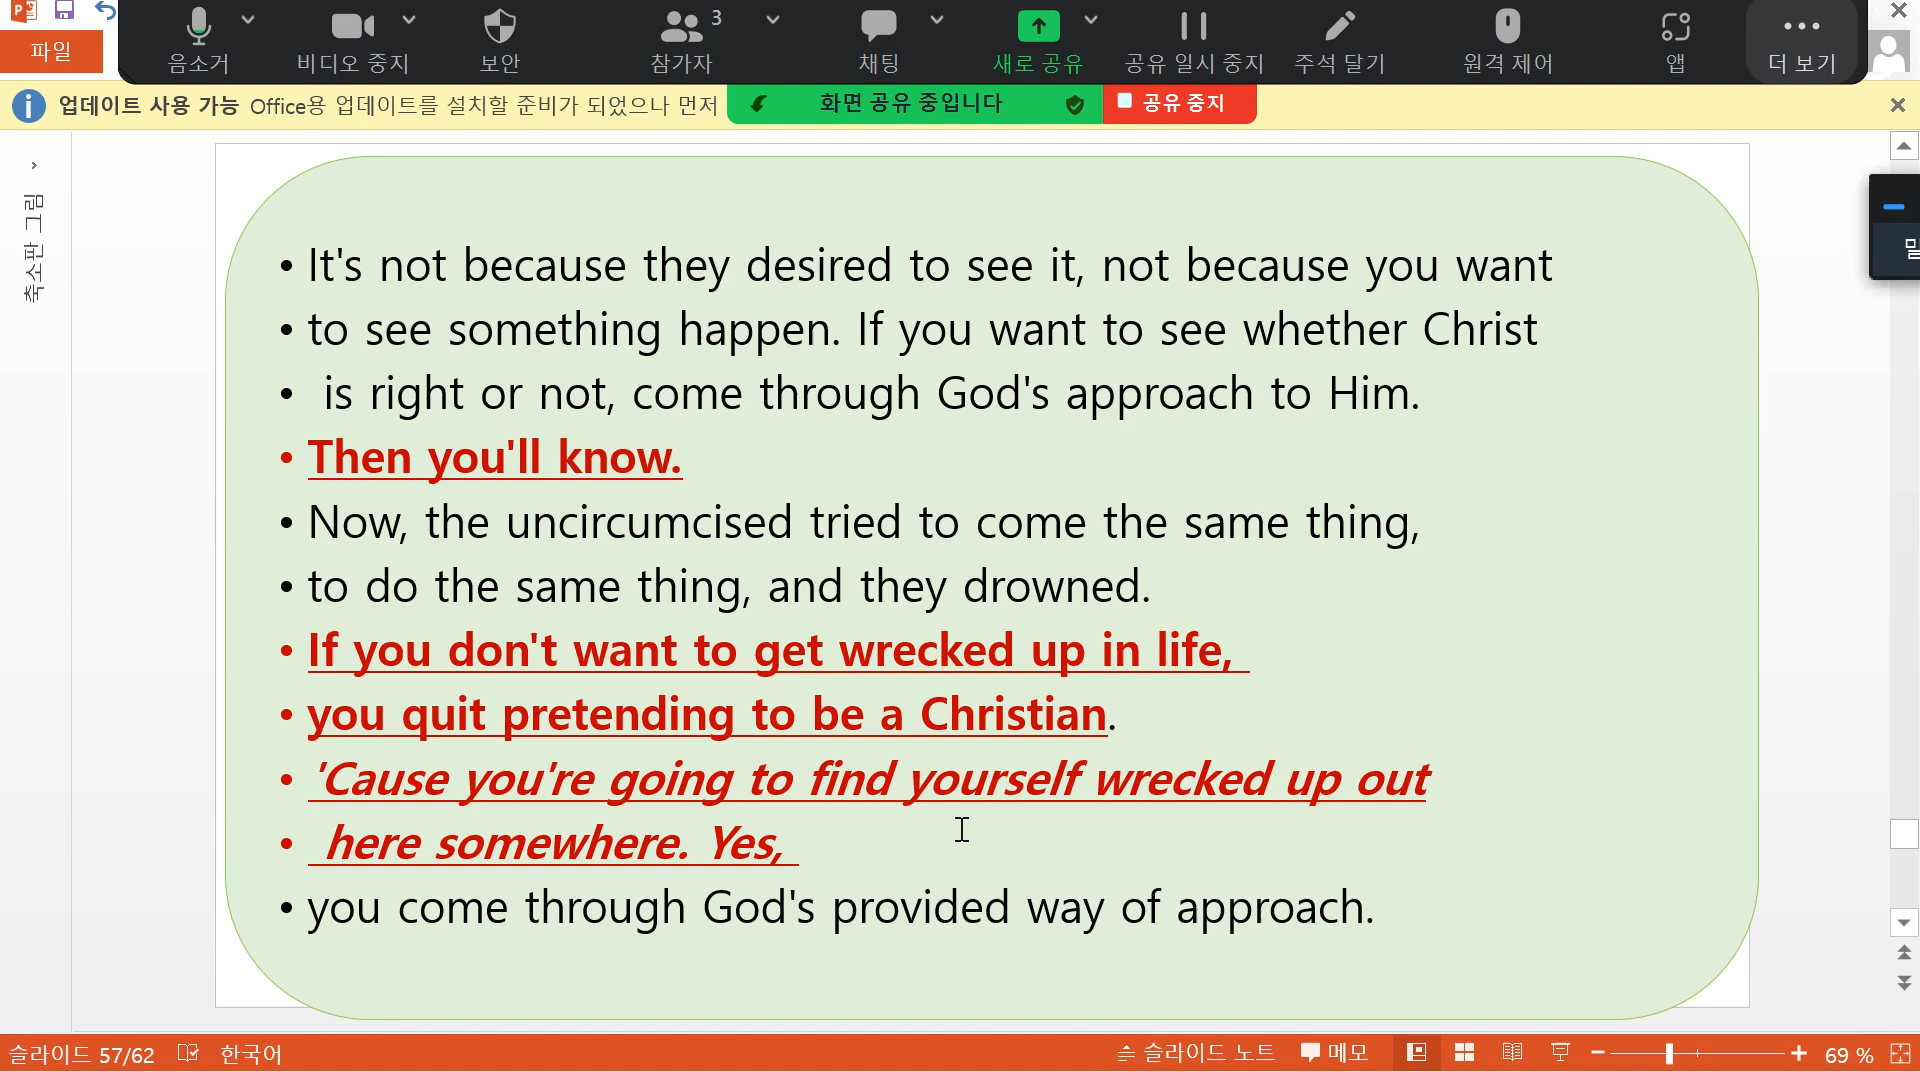 3
파일
음소거
비디오 중지
보안
참가자
채팅
새로 공유
공유 일시 중지
주석 달기
원격 제어
앱
더 보기
업데이트 사용 가능 Office용 업데이트를 설치할 준비가 되었으나 먼저
화면 공유 중입니다
공유 중지
축소판 그림
• It's not because they desired to see it, not because you want
• to see something happen. If you want to see whether Christ
• is right or not, come through God's approach to Him.
• Then you'll know.
• Now, the uncircumcised tried to come the same thing,
• to do the same thing, and they drowned.
• If you don't want to get wrecked up in life,
• you quit pretending to be a Christian.
• 'Cause you're going to find yourself wrecked up out
• here somewhere. Yes,
• you come through God's provided way of approach.
슬라이드 57/62
한국어
슬라이드 노트
메모
69 %